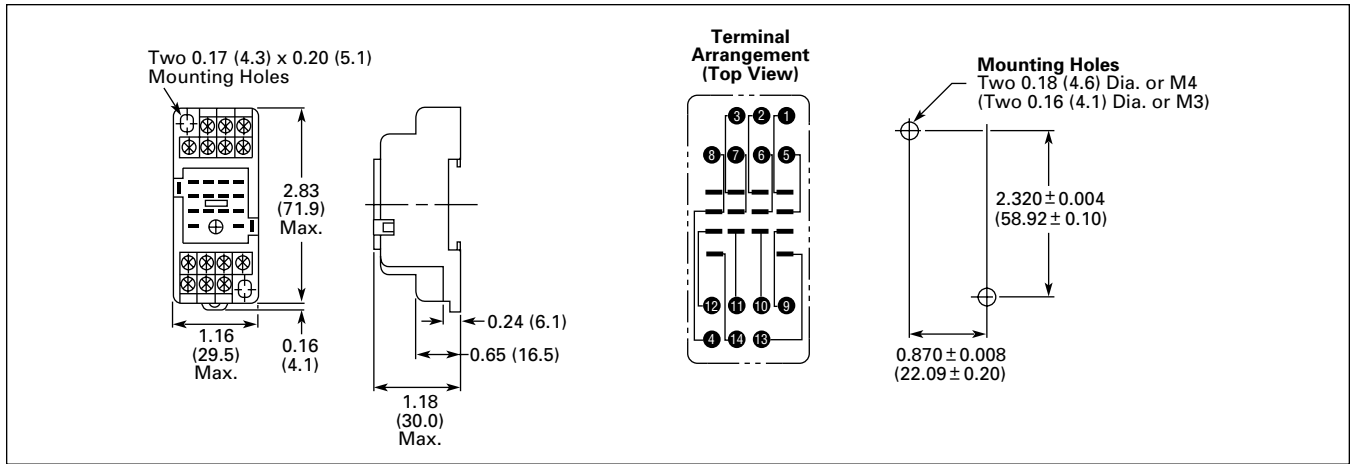 Two 0.17 (4.3) x 0.20 (5.1)
Mounting Holes
2.83
(71.9)
Max.
1.16
(29.5)
Max.
0.16
(4.1)
0.24 (6.1)
0.65 (16.5)
1.18
(30.0)
Max.
Terminal
Arrangement
(Top View)
3 2 1
8 7 6 5
12 11 10 9
4 14 13
Mounting Holes
Two 0.18 (4.6) Dia. or M4
(Two 0.16 (4.1) Dia. or M3)
2.320 ± 0.004
(58.92 ± 0.10)
0.870 ± 0.008
(22.09 ± 0.20)